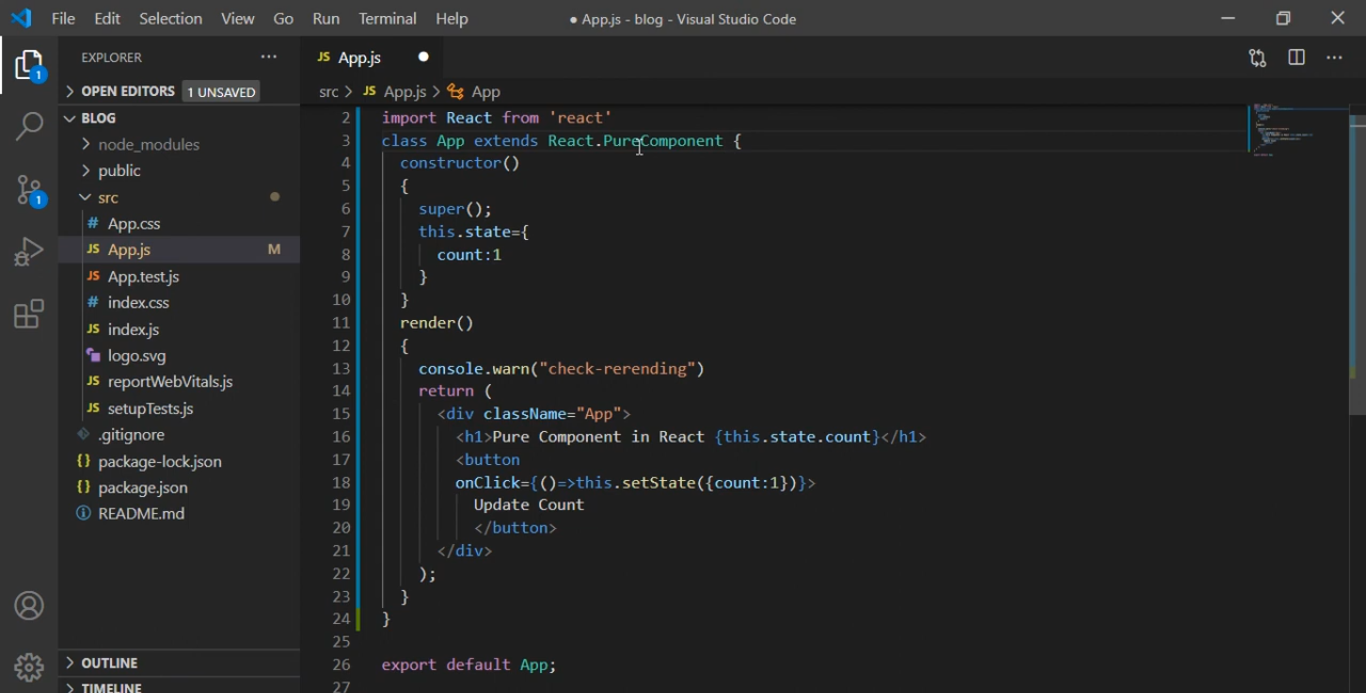 File Edit Selection View Go Run Terminal Help ● App.js - blog - Visual Studio Code
EXPLORER ···
OPEN EDITORS 1 UNSAVED
BLOG
node_modules
public
src
# App.css
JS App.js M
JS App.test.js
# index.css
JS index.js
logo.svg
JS reportWebVitals.js
JS setupTests.js
.gitignore
{} package-lock.json
{} package.json
README.md
OUTLINE
TIMELINE
1
1
JS App.js ●
src > JS App.js > App
2 import React from 'react'
3 class App extends React.PureComponent {
4 constructor()
5 {
6 super();
7 this.state={
8 count:1
9 }
10 }
11 render()
12 {
13 console.warn("check-rerending")
14 return (
15 <div className="App">
16 <h1>Pure Component in React {this.state.count}</h1>
17 <button
18 onClick={()=>this.setState({count:1})}>
19 Update Count
20 </button>
21 </div>
22 );
23 }
24 }
25
26 export default App;
27